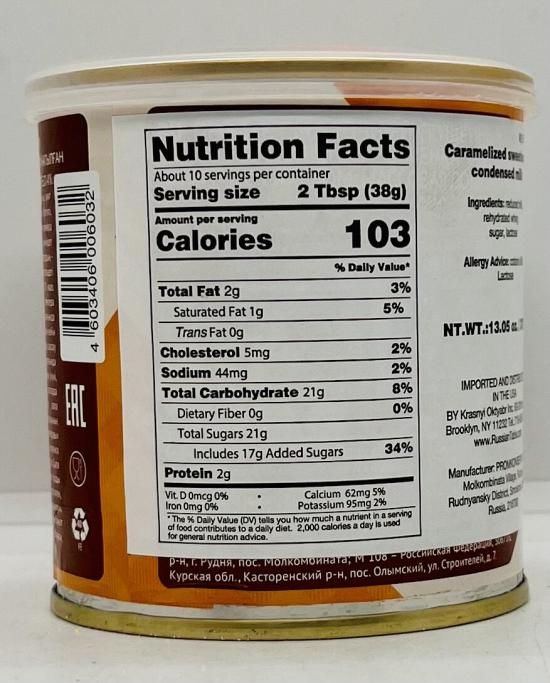 Nutrition Facts
About 10 servings per container
Serving size 2 Tbsp (38g)
Amount per serving
Calories 103
% Daily Value*
Total Fat 2g 3%
Saturated Fat 1g 5%
Trans Fat 0g
Cholesterol 5mg 2%
Sodium 44mg 2%
Total Carbohydrate 21g 8%
Dietary Fiber 0g 0%
Total Sugars 21g
Includes 17g Added Sugars 34%
Protein 2g
Vit. D 0mcg 0% • Calcium 62mg 5%
Iron 0mg 0% • Potassium 95mg 2%
* The % Daily Value (DV) tells you how much a nutrient in a serving
of food contributes to a daily diet. 2,000 calories a day is used
for general nutrition advice.
Caramelized
condensed
Ingredients:
rehydrated
sugar,
Allergy Advice:
Lactose
NT.WT.:13.05 oz.
IMPORTED AND
IN THE USA
BY Krasnyi Oktyabr Inc.
Brooklyn, NY 11232
Manufacturer:
Molkombinata
Rudnyansky District,
Russia,
4 603406 006032
EAC
р-н, г. Рудня, пос. Молкомбината; М 108 – Российская Федерация,
Курская обл., Касторенский р-н, пос. Олымский, ул. Строителей, д. 7